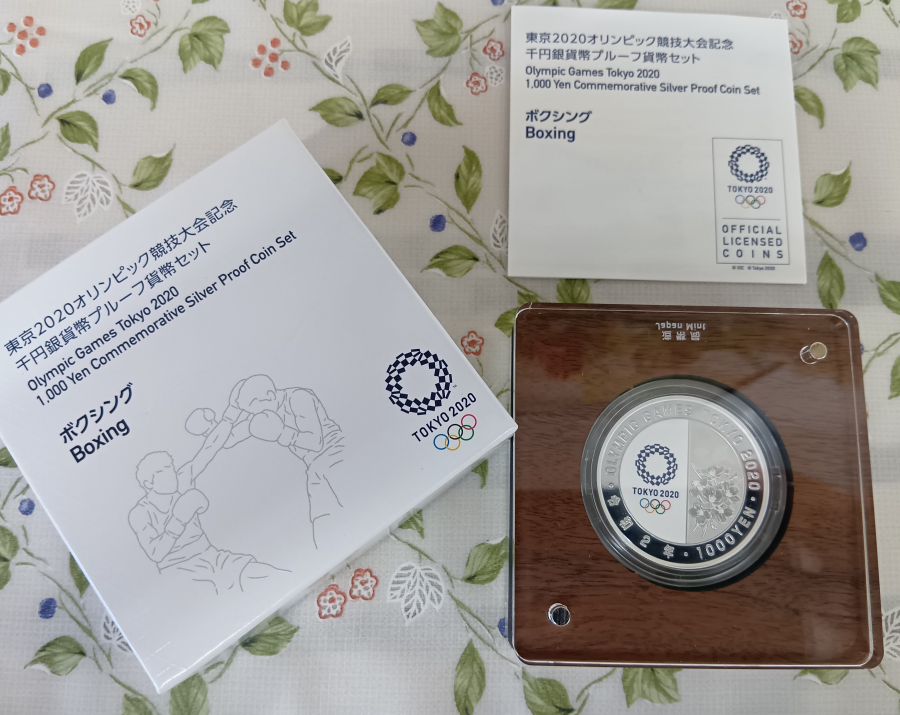 東京2020オリンピック競技大会記念
千円銀貨幣プルーフ貨幣セット
Olympic Games Tokyo 2020
1,000 Yen Commemorative Silver Proof Coin Set
ボクシング
Boxing
TOKYO 2020
OFFICIAL
LICENSED
COINS
© IOC © Tokyo 2020
東京2020オリンピック競技大会記念
千円銀貨幣プルーフ貨幣セット
Olympic Games Tokyo 2020
1,000 Yen Commemorative Silver Proof Coin Set
ボクシング
Boxing
TOKYO 2020
Japan Mint
造幣局
OLYMPIC GAMES TOKYO 2020
TOKYO 2020
令和2年・1000YEN